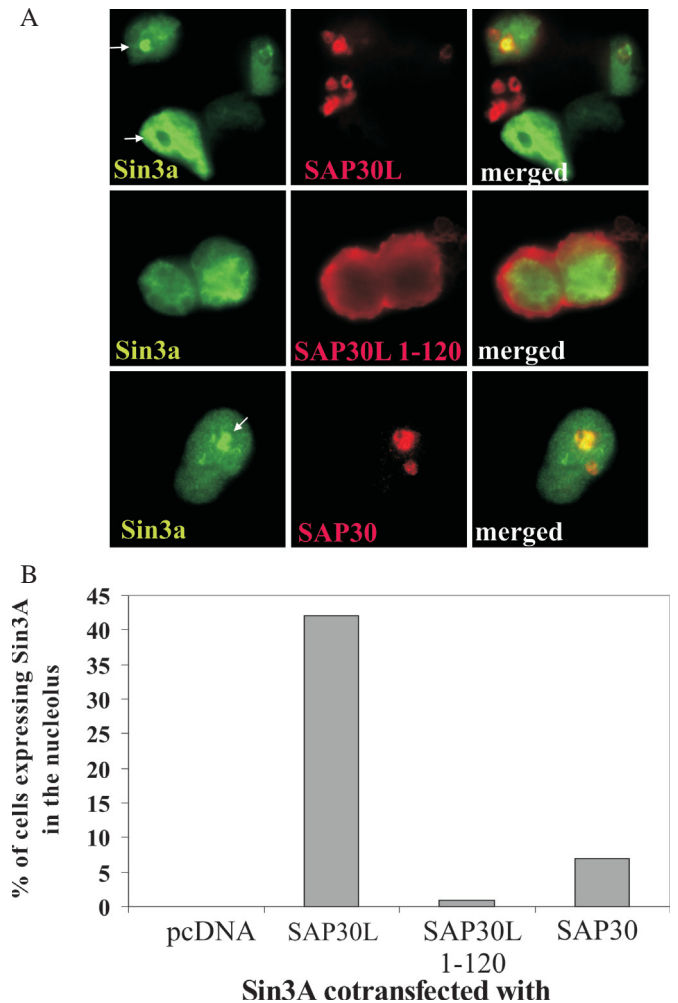 A
Sin3a SAP30L merged
Sin3a SAP30L 1-120 merged
Sin3a SAP30 merged
B
% of cells expressing Sin3A
in the nucleolus
45
40
35
30
25
20
15
10
5
0
pcDNA SAP30L SAP30L 1-120 SAP30
Sin3A cotransfected with